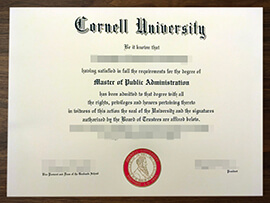 Cornell University
Be it known that
having satisfied in full the requirements for the degree of
Master of Public Administration
has been admitted to that degree with all
the rights, privileges and honors pertaining thereto
in witness of this action the seal of the University and the signatures
authorized by the Board of Trustees are affixed below.
President